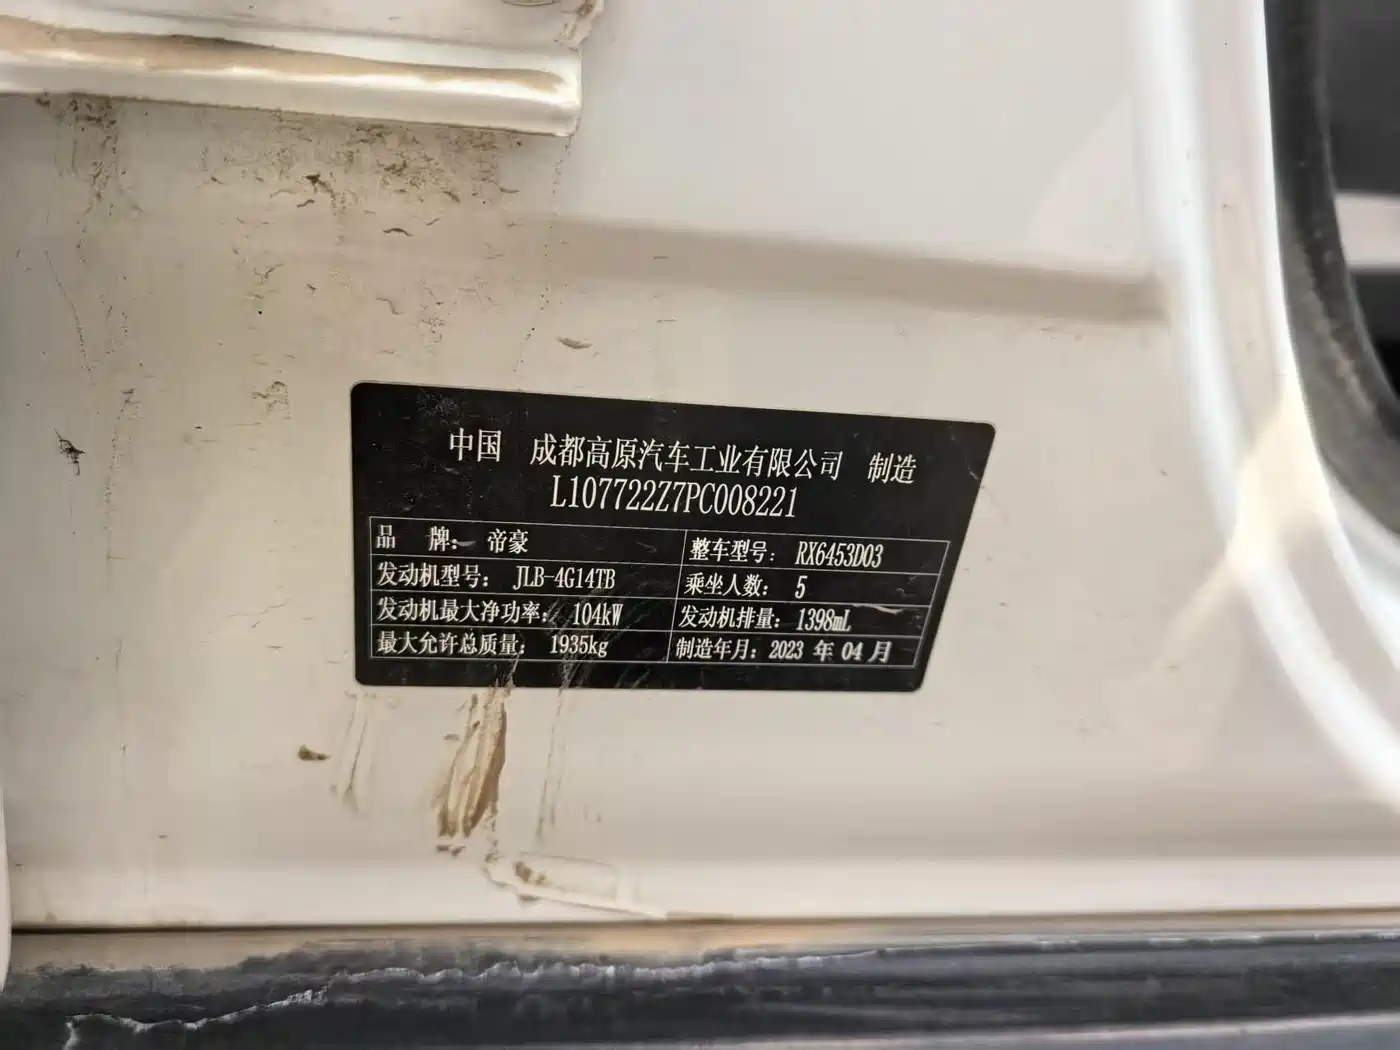 中国 成都高原汽车工业有限公司 制造
L107722Z7PC008221
品 牌: 帝豪 整车型号: RX6453D03
发动机型号: JLB-4G14TB 乘坐人数: 5
发动机最大净功率: 104kW 发动机排量: 1398mL
最大允许总质量: 1935kg 制造年月: 2023 年 04 月